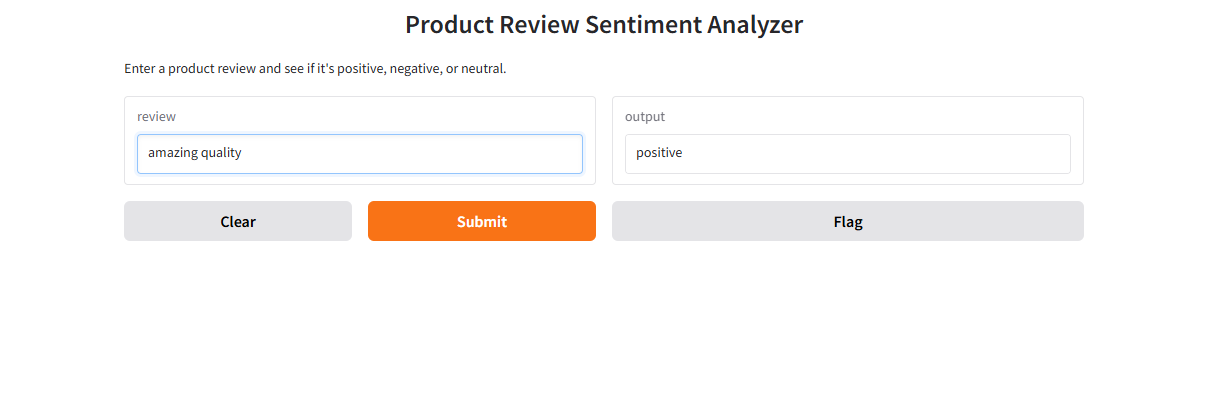 Product Review Sentiment Analyzer
Enter a product review and see if it's positive, negative, or neutral.
review
amazing quality
output
positive
Clear
Submit
Flag